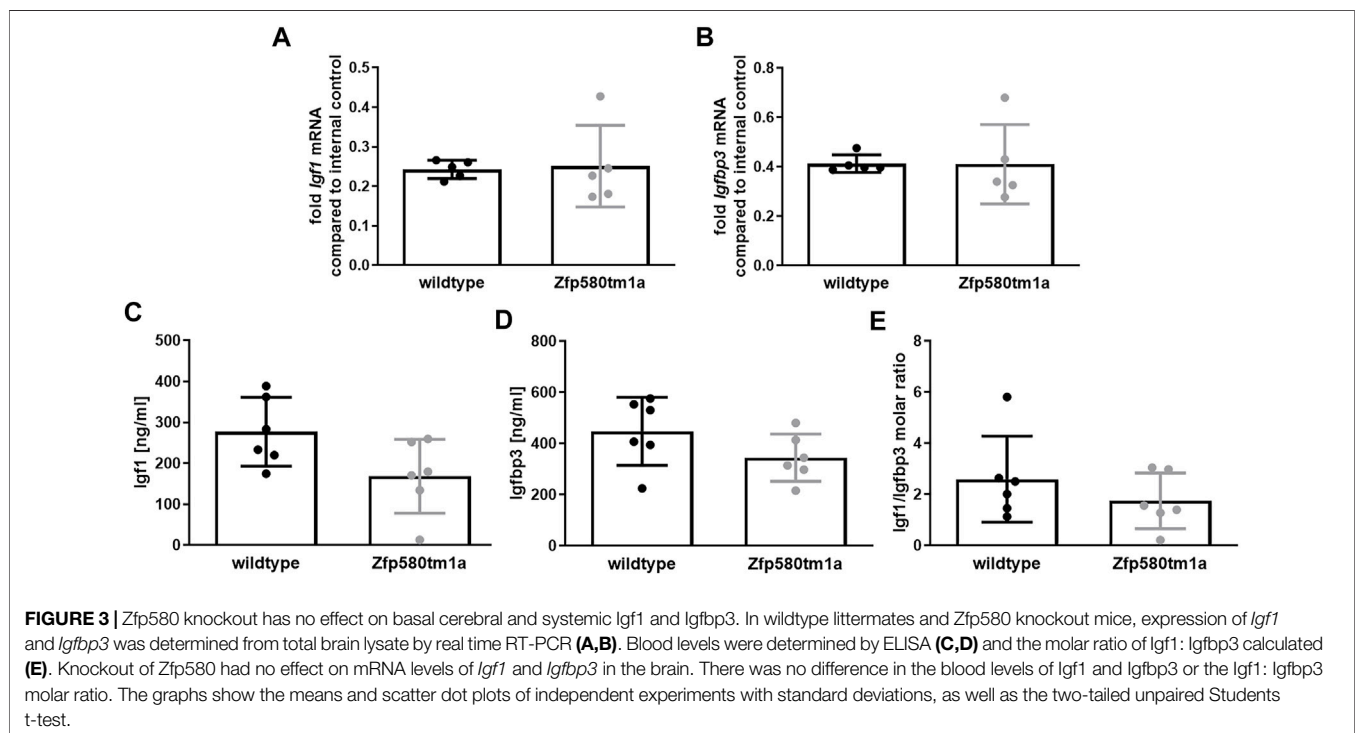 A
fold Igf1 mRNA
compared to internal control
0.5
0.4
0.3
0.2
0.1
0.0
wildtype
Zfp580tm1a
B
fold Igfbp3 mRNA
compared to internal control
0.8
0.6
0.4
0.2
0.0
wildtype
Zfp580tm1a
C
Igf1 [ng/ml]
500
400
300
200
100
0
wildtype
Zfp580tm1a
D
Igfbp3 [ng/ml]
800
600
400
200
0
wildtype
Zfp580tm1a
E
Igf1/Igfbp3 molar ratio
8
6
4
2
0
wildtype
Zfp580tm1a
FIGURE 3 | Zfp580 knockout has no effect on basal cerebral and systemic Igf1 and Igfbp3. In wildtype littermates and Zfp580 knockout mice, expression of Igf1
and Igfbp3 was determined from total brain lysate by real time RT-PCR (A,B). Blood levels were determined by ELISA (C,D) and the molar ratio of Igf1: Igfbp3 calculated
(E). Knockout of Zfp580 had no effect on mRNA levels of Igf1 and Igfbp3 in the brain. There was no difference in the blood levels of Igf1 and Igfbp3 or the Igf1: Igfbp3
molar ratio. The graphs show the means and scatter dot plots of independent experiments with standard deviations, as well as the two-tailed unpaired Students
t-test.